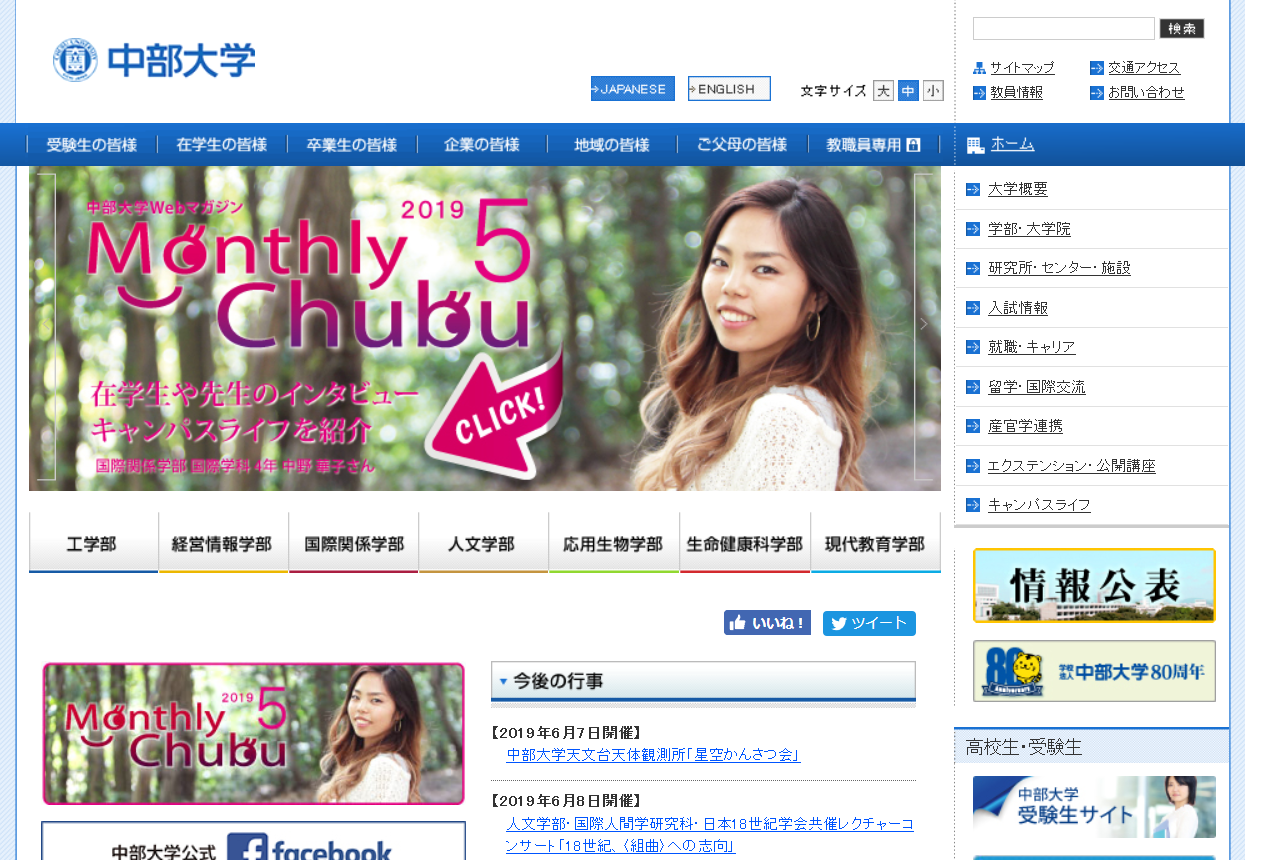 中部大学
検索
サイトマップ
交通アクセス
教員情報
お問い合わせ
JAPANESE
ENGLISH
文字サイズ 大 中 小
受験生の皆様 在学生の皆様 卒業生の皆様 企業の皆様 地域の皆様 ご父母の皆様 教職員専用
ホーム
中部大学Webマガジン
2019 5
Monthly
Chubu
CLICK!
在学生や先生のインタビュー
キャンパスライフを紹介
国際関係学部 国際学科 4年 中野 華子さん
大学概要
学部・大学院
研究所・センター・施設
入試情報
就職・キャリア
留学・国際交流
産官学連携
エクステンション・公開講座
キャンパスライフ
工学部 経営情報学部 国際関係学部 人文学部 応用生物学部 生命健康科学部 現代教育学部
いいね！
ツイート
2019 5
Monthly
Chubu
中部大学公式 facebook
今後の行事
【2019年6月7日開催】
中部大学天文台天体観測所「星空かんさつ会」
【2019年6月8日開催】
人文学部・国際人間学研究科・日本18世紀学会共催レクチャーコ
ンサート「18世紀、〈組曲〉への志向」
情報公表
80
Anniversary
学校法人 中部大学80周年
高校生・受験生
中部大学
受験生サイト